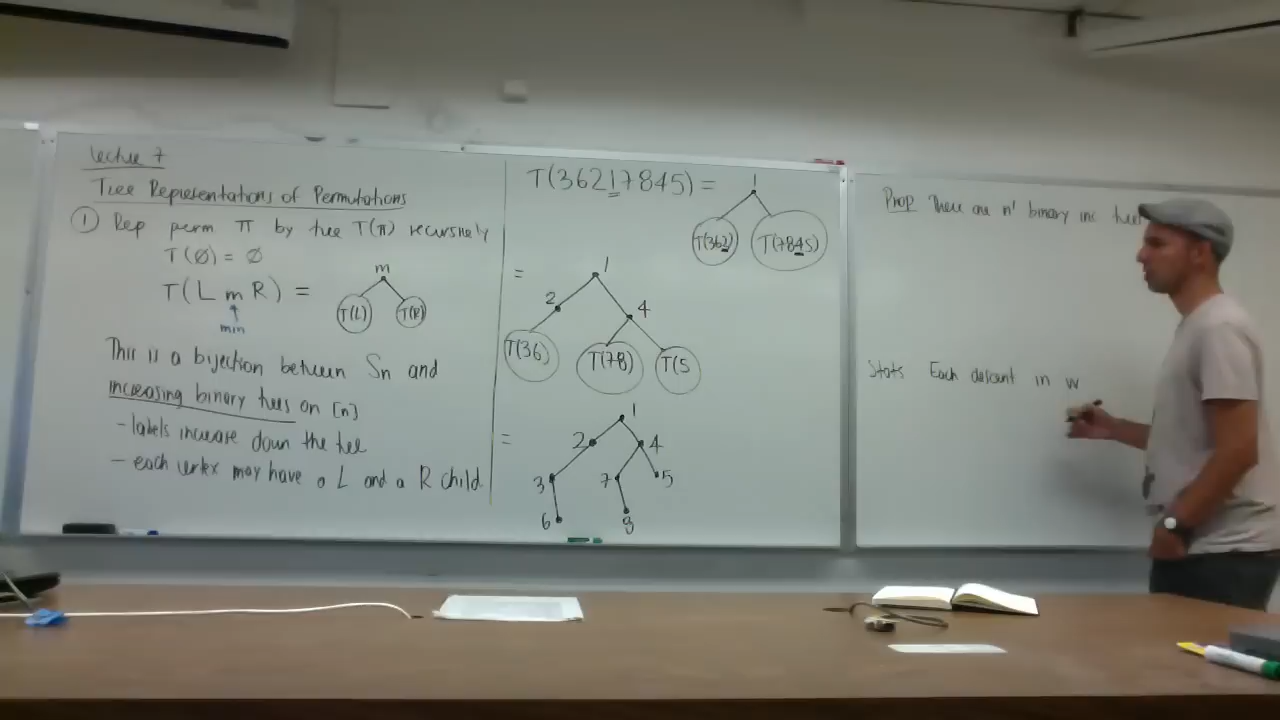 Lecture 7
Tree Representations of Permutations
① Rep perm π by tree T(π) recursively
T(∅) = ∅
T(L m R) =
min
m
T(L) T(R)
This is a bijection between Sn and
increasing binary trees on [n]
- labels increase down the tree
- each vertex may have a L and a R child
T(36217845) =
1
T(362) T(7845)
=
1
2 4
T(36) T(78) T(5
=
1
2 4
3 7 5
6 8
Prop There are n! binary inc trees
Stats Each descent in w